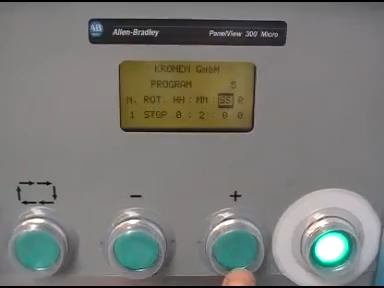 AB Allen-Bradley PanelView 300 Micro
KRONEN GmbH
PROGRAM 5
N. ROT. HH: MM : SS R
1 STOP 0 : 2 : 0 0
- +